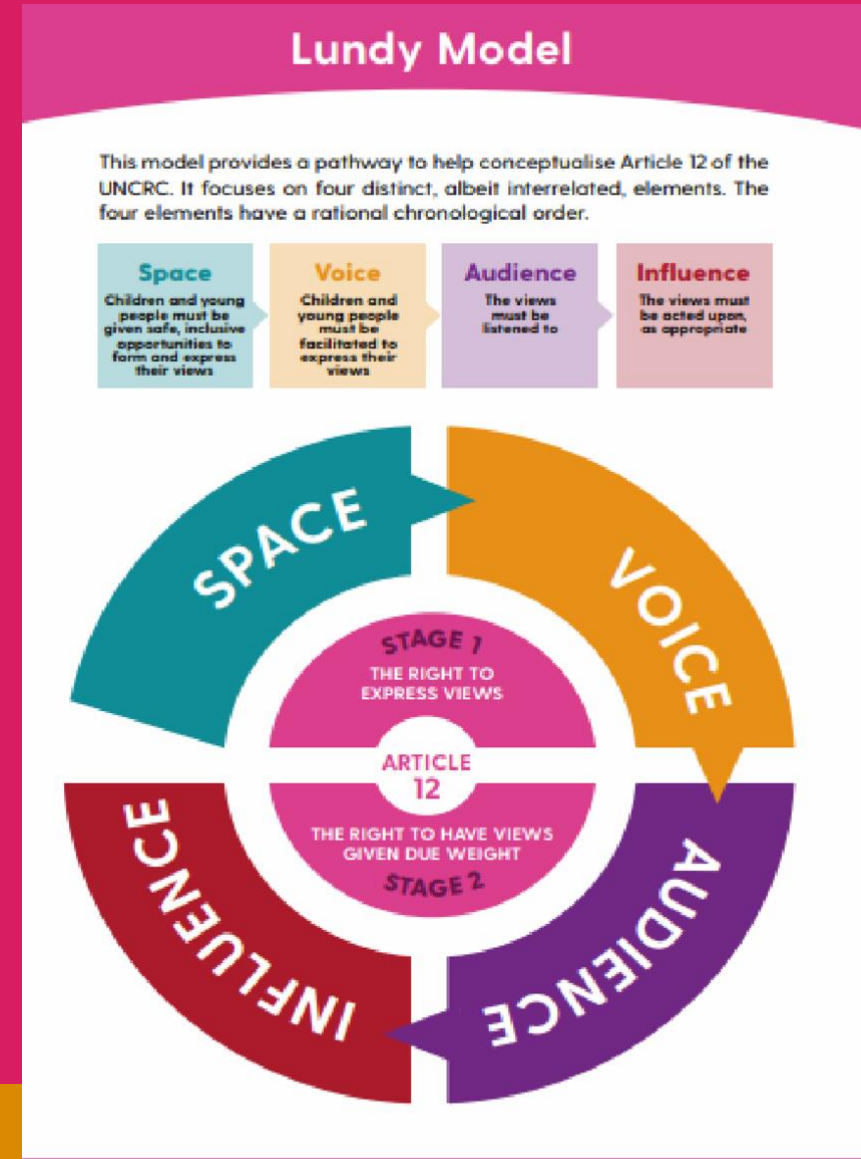 Lundy Model
This model provides a pathway to help conceptualise Article 12 of the
UNCRC. It focuses on four distinct, albeit interrelated, elements. The
four elements have a rational chronological order.
Space
Children and young
people must be
given safe, inclusive
opportunities to
form and express
their views
Voice
Children and
young people
must be
facilitated to
express their
views
Audience
The views
must be
listened to
Influence
The views must
be acted upon,
as appropriate
SPACE
VOICE
STAGE 1
THE RIGHT TO
EXPRESS VIEWS
ARTICLE
12
THE RIGHT TO HAVE VIEWS
GIVEN DUE WEIGHT
STAGE 2
INFLUENCE
AUDIENCE